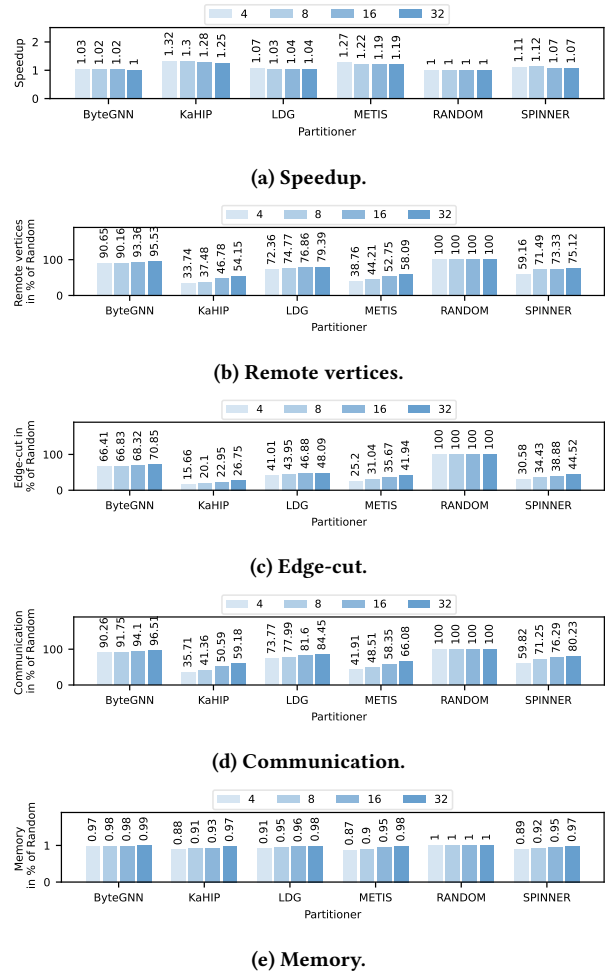 4 8 16 32
Speedup
2
1
0
1.03 1.02 1.02 1 1.32 1.3 1.28 1.25 1.07 1.03 1.04 1.04 1.27 1.22 1.19 1.19 1 1 1 1 1.11 1.12 1.07 1.07
ByteGNN KaHIP LDG METIS RANDOM SPINNER
Partitioner
(a) Speedup.
4 8 16 32
Remote vertices
in % of Random
100
0
90.65 90.16 93.36 95.53 33.74 37.48 46.78 54.15 72.36 74.77 76.86 79.39 38.76 44.21 52.75 58.09 100 100 100 100 59.16 71.49 73.33 75.12
ByteGNN KaHIP LDG METIS RANDOM SPINNER
Partitioner
(b) Remote vertices.
4 8 16 32
Edge-cut in
% of Random
100
0
66.41 66.83 68.32 70.85 15.66 20.1 22.95 26.75 41.01 43.95 46.88 48.09 25.2 31.04 35.67 41.94 100 100 100 100 30.58 34.43 38.88 44.52
ByteGNN KaHIP LDG METIS RANDOM SPINNER
Partitioner
(c) Edge-cut.
4 8 16 32
Communication
in % of Random
100
0
90.26 91.75 94.1 96.51 35.71 41.36 50.59 59.18 73.77 77.99 81.6 84.45 41.91 48.51 58.35 66.08 100 100 100 100 59.82 71.25 76.29 80.23
ByteGNN KaHIP LDG METIS RANDOM SPINNER
Partitioner
(d) Communication.
4 8 16 32
Memory
in % of Random
1
0
0.97 0.98 0.98 0.99 0.88 0.91 0.93 0.97 0.91 0.95 0.96 0.98 0.87 0.9 0.95 0.98 1 1 1 1 0.89 0.92 0.95 0.97
ByteGNN KaHIP LDG METIS RANDOM SPINNER
Partitioner
(e) Memory.